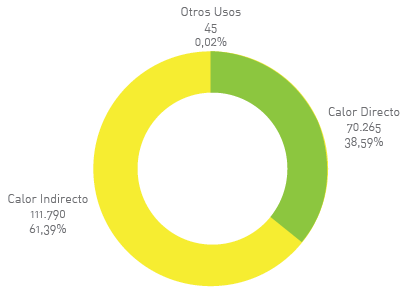 Otros Usos
45
0,02%
Calor Directo
70.265
38,59%
Calor Indirecto
111.790
61,39%